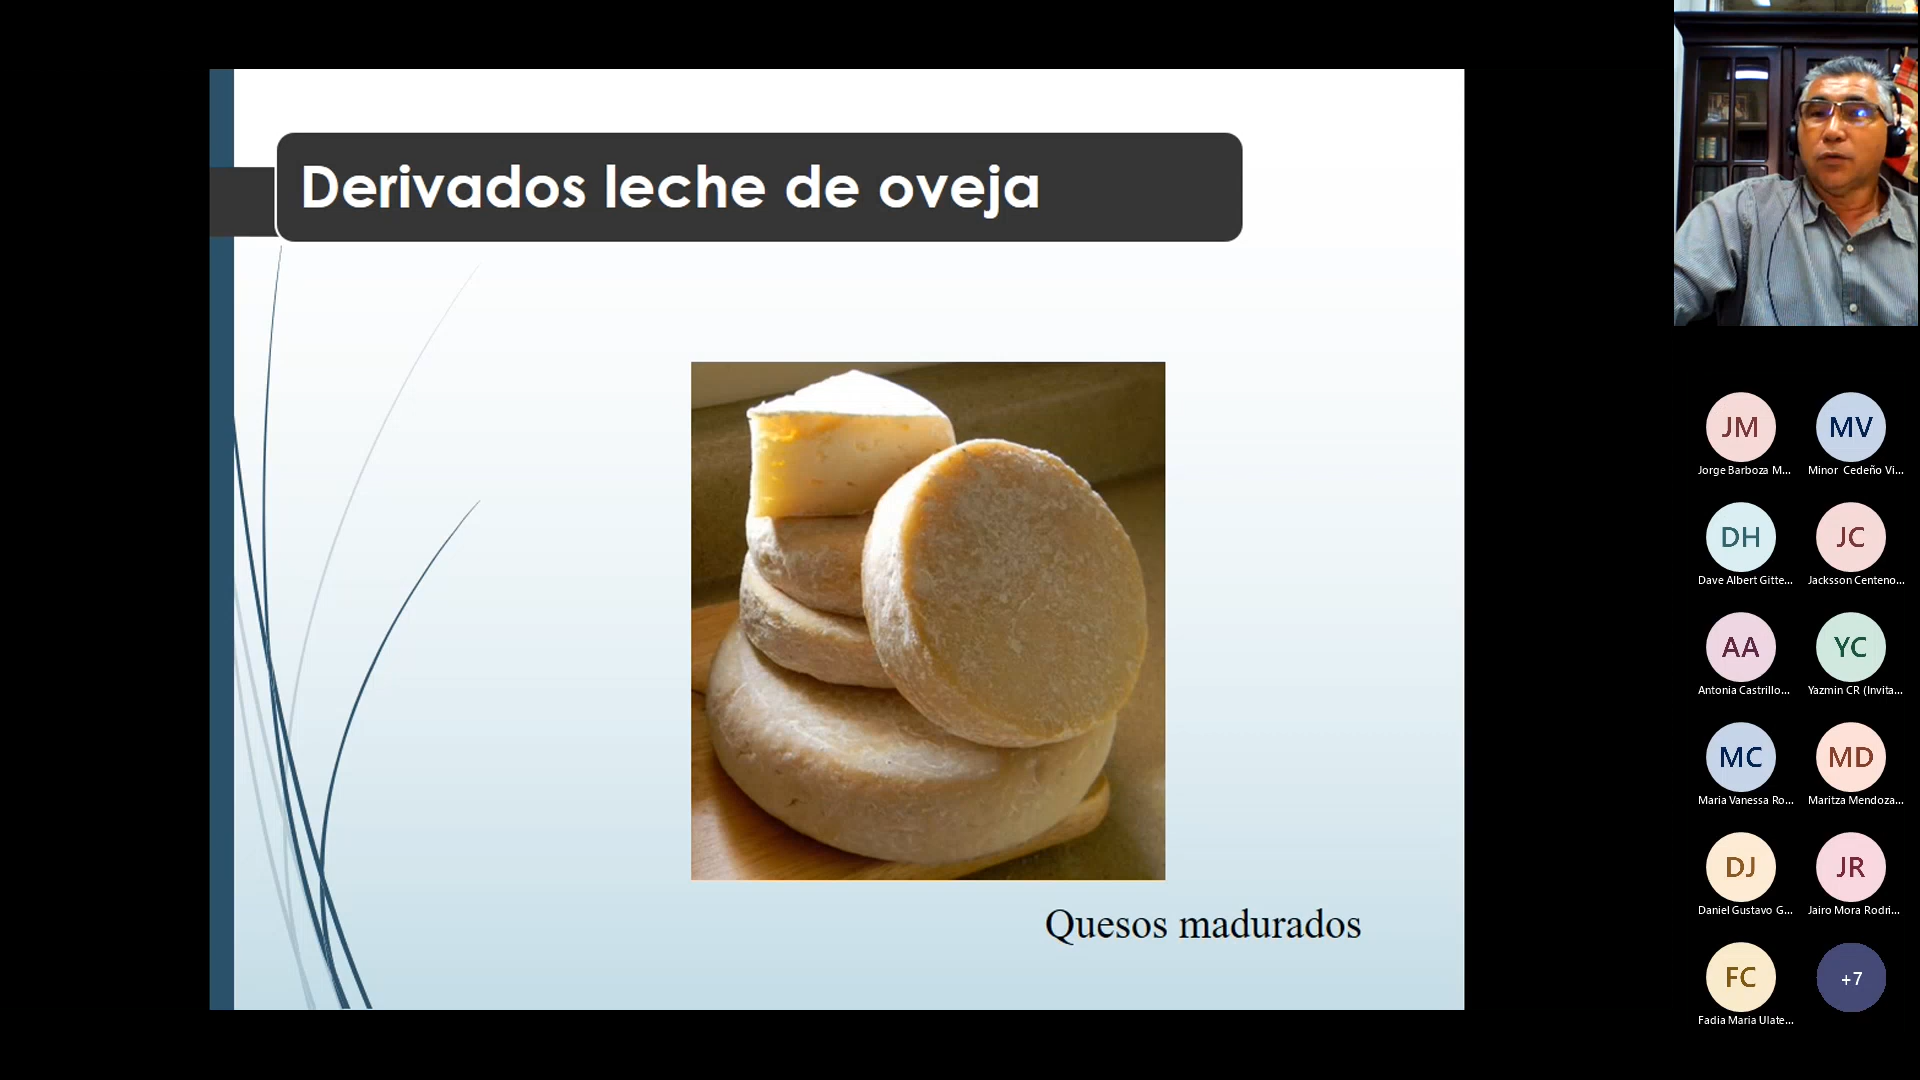 Derivados leche de oveja
Quesos madurados
JM
MV
Jorge Barboza M...
Minor Cedeño Vi...
DH
JC
Dave Albert Gitte...
Jacksson Centeno...
AA
YC
Antonia Castrillo...
Yazmin CR (Invita...
MC
MD
Maria Vanessa Ro...
Maritza Mendoza...
DJ
JR
Daniel Gustavo G...
Jairo Mora Rodri...
FC
+7
Fadia Maria Ulate...